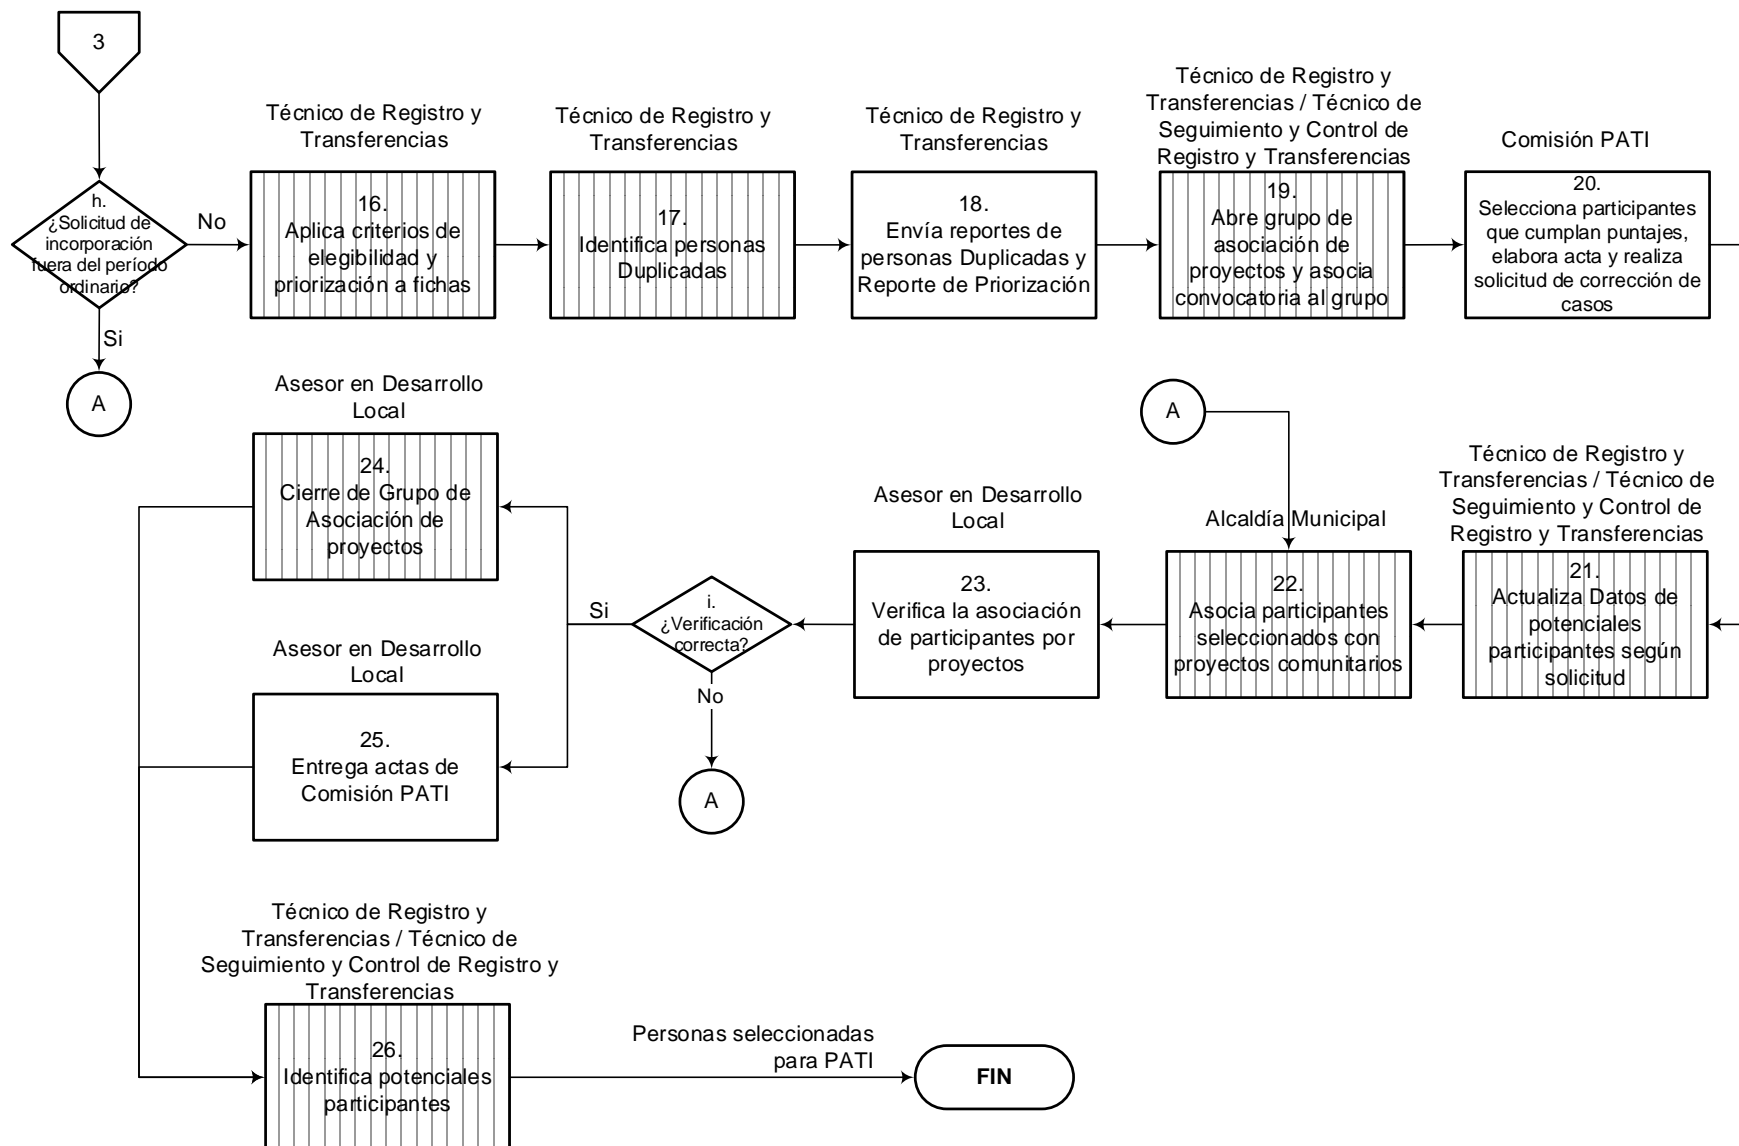 3
h.
¿Solicitud de
incorporación
fuera del período
ordinario?
No
Si
A
Técnico de Registro y
Transferencias
16.
Aplica criterios de
elegibilidad y
priorización a fichas
Técnico de Registro y
Transferencias
17.
Identifica personas
Duplicadas
Técnico de Registro y
Transferencias
18.
Envía reportes de
personas Duplicadas y
Reporte de Priorización
Técnico de Registro y
Transferencias / Técnico de
Seguimiento y Control de
Registro y Transferencias
19.
Abre grupo de
asociación de
proyectos y asocia
convocatoria al grupo
Comisión PATI
20.
Selecciona participantes
que cumplan puntajes,
elabora acta y realiza
solicitud de corrección de
casos
Técnico de Registro y
Transferencias / Técnico de
Seguimiento y Control de
Registro y Transferencias
21.
Actualiza Datos de
potenciales
participantes según
solicitud
A
Alcaldía Municipal
22.
Asocia participantes
seleccionados con
proyectos comunitarios
Asesor en Desarrollo
Local
23.
Verifica la asociación
de participantes por
proyectos
i.
¿Verificación
correcta?
Si
No
A
Asesor en Desarrollo
Local
24.
Cierre de Grupo de
Asociación de
proyectos
Asesor en Desarrollo
Local
25.
Entrega actas de
Comisión PATI
Técnico de Registro y
Transferencias / Técnico de
Seguimiento y Control de Registro y
Transferencias
26.
Identifica potenciales
participantes
Personas seleccionadas
para PATI
FIN